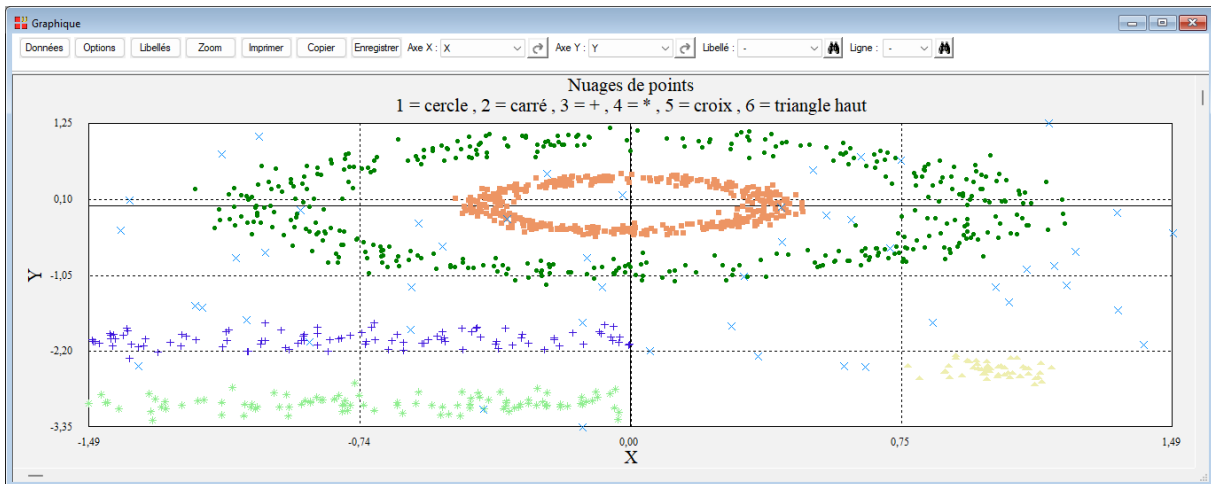 Graphique
Données Options Libellés Zoom Imprimer Copier Enregistrer Axe X : X Axe Y : Y Libellé : - Ligne : -
Nuages de points
1 = cercle , 2 = carré , 3 = + , 4 = * , 5 = croix , 6 = triangle haut
1,25
0,10
-1,05
Y
-2,20
-3,35
-1,49 -0,74 0,00 0,75 1,49
X